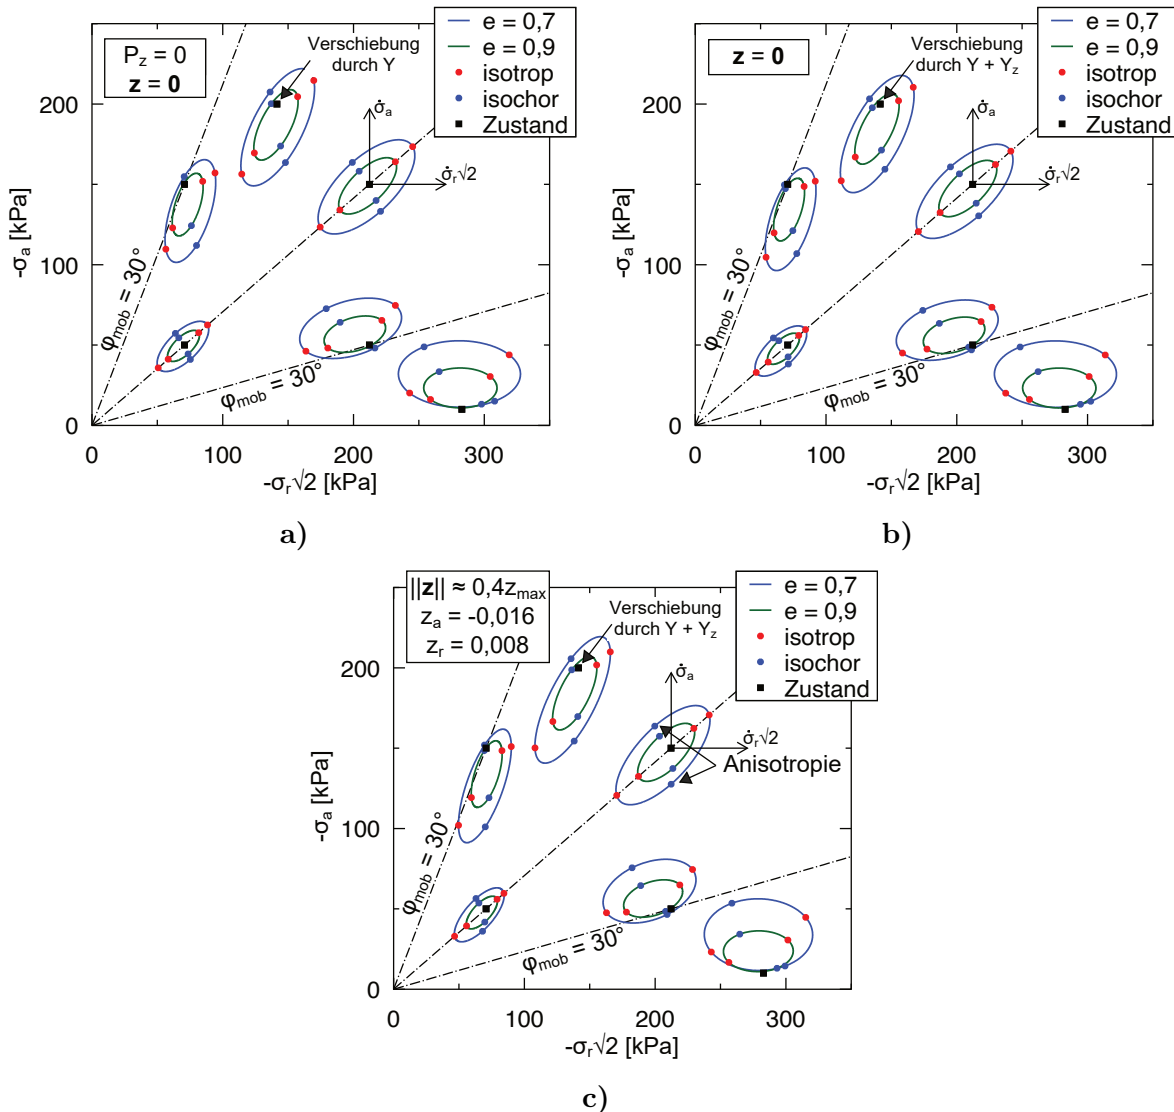 P_z = 0
z = 0
Verschiebung
durch Y
e = 0,7
e = 0,9
isotrop
isochor
Zustand
σ̇_a
σ̇_r√2
φ_mob = 30°
φ_mob = 30°
-σ_a [kPa]
200
100
0
0 100 200 300
-σ_r√2 [kPa]
a)
z = 0
Verschiebung
durch Y + Y_z
e = 0,7
e = 0,9
isotrop
isochor
Zustand
σ̇_a
σ̇_r√2
φ_mob = 30°
φ_mob = 30°
-σ_a [kPa]
200
100
0
0 100 200 300
-σ_r√2 [kPa]
b)
||z|| ≈ 0,4z_max
z_a = -0,016
z_r = 0,008
Verschiebung
durch Y + Y_z
e = 0,7
e = 0,9
isotrop
isochor
Zustand
σ̇_a
σ̇_r√2
Anisotropie
φ_mob = 30°
φ_mob = 30°
-σ_a [kPa]
200
100
0
0 100 200 300
-σ_r√2 [kPa]
c)